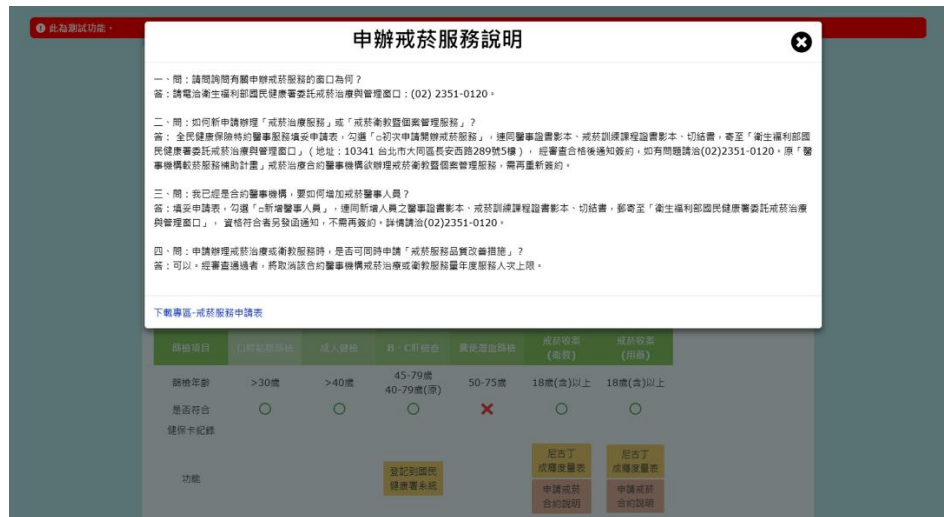 此為測試功能。
申辦戒菸服務說明
一、問：請問詢問有關申辦戒菸服務的窗口為何？
答：請電洽衛生福利部國民健康署委託戒菸治療與管理窗口：(02) 2351-0120。
二、問：如何新申請辦理「戒菸治療服務」或「戒菸衛教暨個案管理服務」？
答： 全民健康保險特約醫事服務填妥申請表，勾選「□初次申請開辦戒菸服務」，連同醫事證書影本、戒菸訓練課程證書影本、切結書，寄至「衛生福利部國
民健康署委託戒菸治療與管理窗口」（地址：10341 台北市大同區長安西路289號5樓）， 經審查合格後通知簽約，如有問題請洽(02)2351-0120。原「醫
事機構戒菸服務補助計畫」戒菸治療合約醫事機構欲辦理戒菸衛教暨個案管理服務，需再重新簽約。
三、問：我已經是合約醫事機構，要如何增加戒菸醫事人員？
答：填妥申請表，勾選「□新增醫事人員」，連同新增人員之醫事證書影本、戒菸訓練課程證書影本、切結書，郵寄至「衛生福利部國民健康署委託戒菸治療
與管理窗口」， 資格符合者另發函通知，不需再簽約。詳情請洽(02)2351-0120。
四、問：申請辦理戒菸治療或衛教服務時，是否可同時申請「戒菸服務品質改善措施」？
答：可以。經審查通過者，將取消該合約醫事機構戒菸治療或衛教服務量年度服務人次上限。
下載專區-戒菸服務申請表
篩檢項目 口腔黏膜篩檢 成人健檢 B、C肝檢查 糞便潛血篩檢 戒菸收案 (衛教) 戒菸收案 (用藥)
篩檢年齡 >30歲 >40歲 45-79歲 40-79歲(原) 50-75歲 18歲(含)以上 18歲(含)以上
是否符合
健保卡紀錄
功能 登記到國民 健康署系統 尼古丁 成癮度量表 尼古丁 成癮度量表
申請戒菸 合約說明 申請戒菸 合約說明